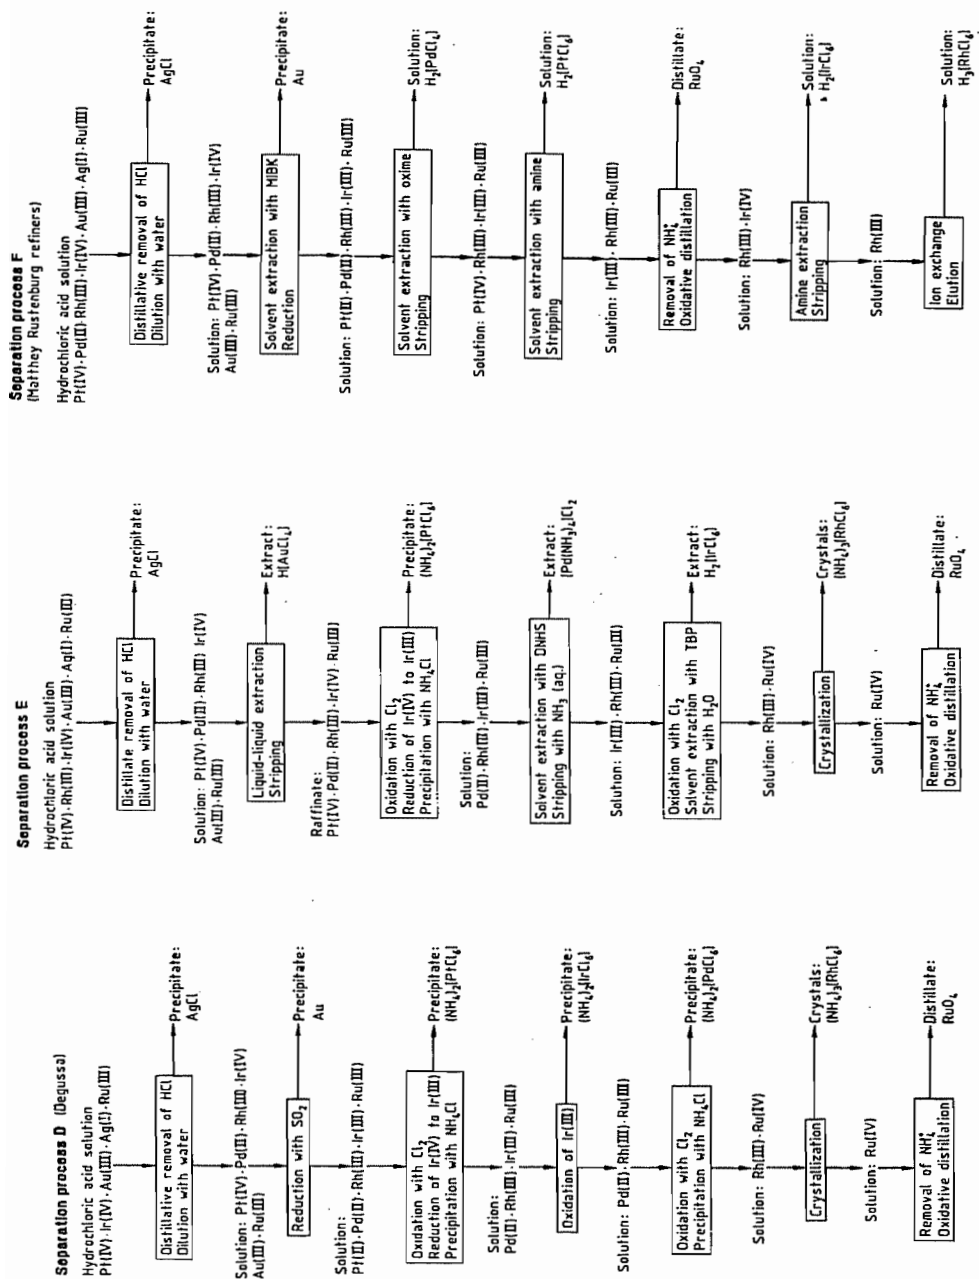 Separation process D (Degussa)
Hydrochloric acid solution
Pt(IV)·Ir(IV)·Au(III)·Ag(I)·Ru(III)
Distillative removal of HCl
Dilution with water
Precipitate:
AgCl
Solution: Pt(IV)·Pd(II)·Rh(III)·Ir(IV)
Au(III)·Ru(III)
Reduction with SO₂
Precipitate:
Au
Solution:
Pt(II)·Pd(II)·Rh(III)·Ir(III)·Ru(III)
Oxidation with Cl₂
Reduction of Ir(IV) to Ir(III)
Precipitation with NH₄Cl
Precipitate:
(NH₄)₂[PtCl₆]
Solution:
Pd(II)·Rh(III)·Ir(III)·Ru(III)
Oxidation of Ir(III)
Precipitate:
(NH₄)₂[IrCl₆]
Solution: Pd(II)·Rh(III)·Ru(III)
Oxidation with Cl₂
Precipitation with NH₄Cl
Precipitate:
(NH₄)₂[PdCl₆]
Solution: Rh(III)·Ru(IV)
Crystallization
Crystals:
(NH₄)₃[RhCl₆]
Solution: Ru(IV)
Removal of NH₄⁺
Oxidative distillation
Distillate:
RuO₄
Separation process E
Hydrochloric acid solution
Pt(IV)·Rh(III)·Ir(IV)·Au(III)·Ag(I)·Ru(III)
Distillate removal of HCl
Dilution with water
Precipitate:
AgCl
Solution: Pt(IV)·Pd(II)·Rh(III) Ir(IV)
Au(III)·Ru(III)
Liquid-liquid extraction
Stripping
Extract:
H[AuCl₄]
Raffinate:
Pt(IV)·Pd(II)·Rh(III)·Ir(IV)·Ru(III)
Oxidation with Cl₂
Reduction of Ir(IV) to Ir(III)
Precipitation with NH₄Cl
Precipitate:
(NH₄)₂[PtCl₆]
Solution:
Pd(II)·Rh(III)·Ir(III)·Ru(III)
Solvent extraction with DNHS
Stripping with NH₃ (aq.)
Extract:
[Pd(NH₃)₄]Cl₂
Solution: Ir(III)·Rh(III)·Ru(III)
Oxidation with Cl₂
Solvent extraction with TBP
Stripping with H₂O
Extract:
H₂[IrCl₆]
Solution: Rh(III)·Ru(IV)
Crystallization
Crystals:
(NH₄)₃[RhCl₆]
Solution: Ru(IV)
Removal of NH₄⁺
Oxidative distillation
Distillate:
RuO₄
Separation process F
(Matthey Rustenburg refiners)
Hydrochloric acid solution
Pt(IV)·Pd(II)·Rh(III)·Ir(IV)·Au(III)·Ag(I)·Ru(III)
Distillative removal of HCl
Dilution with water
Precipitate:
AgCl
Solution: Pt(IV)·Pd(II)·Rh(III)·Ir(IV)
Au(III)·Ru(III)
Solvent extraction with MIBK
Reduction
Precipitate:
Au
Solution: Pt(II)·Pd(II)·Rh(III)·Ir(III)·Ru(III)
Solvent extraction with oxime
Stripping
Solution:
H₂[PdCl₄]
Solution: Pt(IV)·Rh(III)·Ir(III)·Ru(III)
Solvent extraction with amine
Stripping
Solution:
H₂[PtCl₆]
Solution: Ir(III)·Rh(III)·Ru(III)
Removal of NH₄⁺
Oxidative distillation
Distillate:
RuO₄
Solution: Rh(III)·Ir(IV)
Amine extraction
Stripping
Solution:
H₂[IrCl₆]
Solution: Rh(III)
Ion exchange
Elution
Solution:
H₃[RhCl₆]